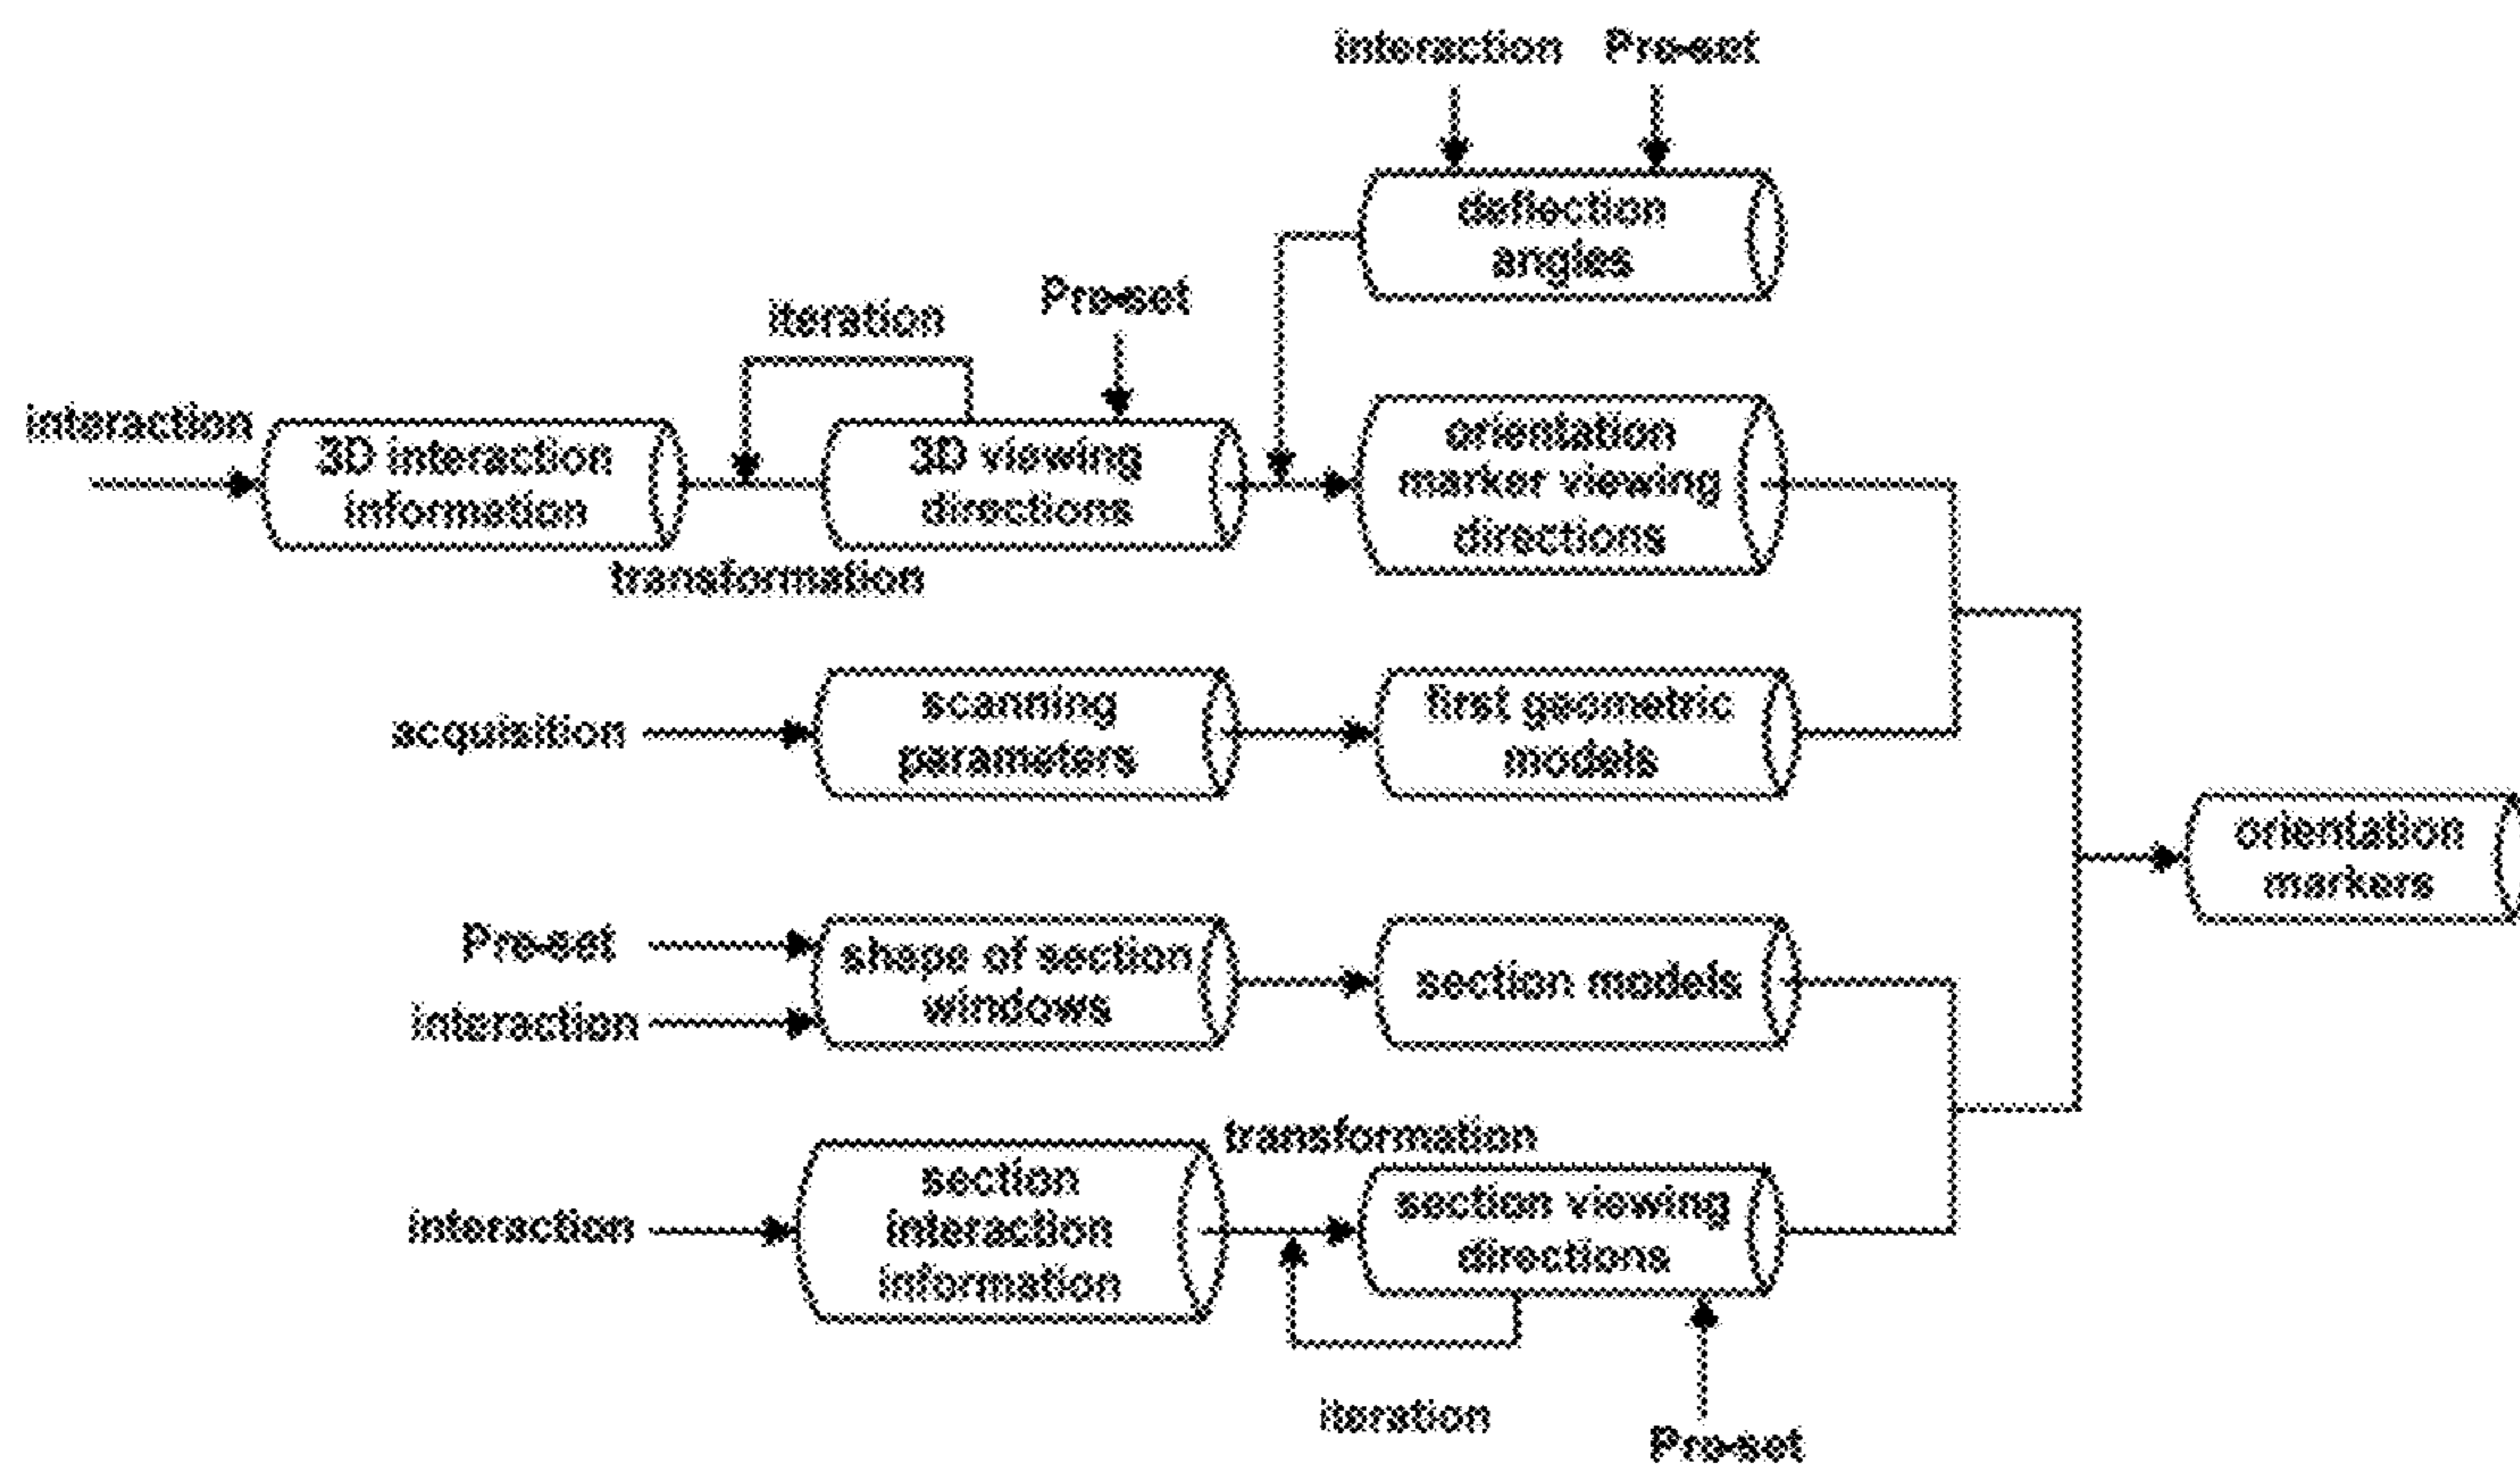 interaction Pre-set
deflection
angles
iteration
Pre-set
interaction
3D interaction
information
3D viewing
directions
orientation
marker viewing
directions
transformation
acquisition
scanning
parameters
first geometric
models
orientation
markers
Pre-set
interaction
shape of section
windows
section models
transformation
interaction
section
interaction
information
section viewing
directions
iteration
Pre-set